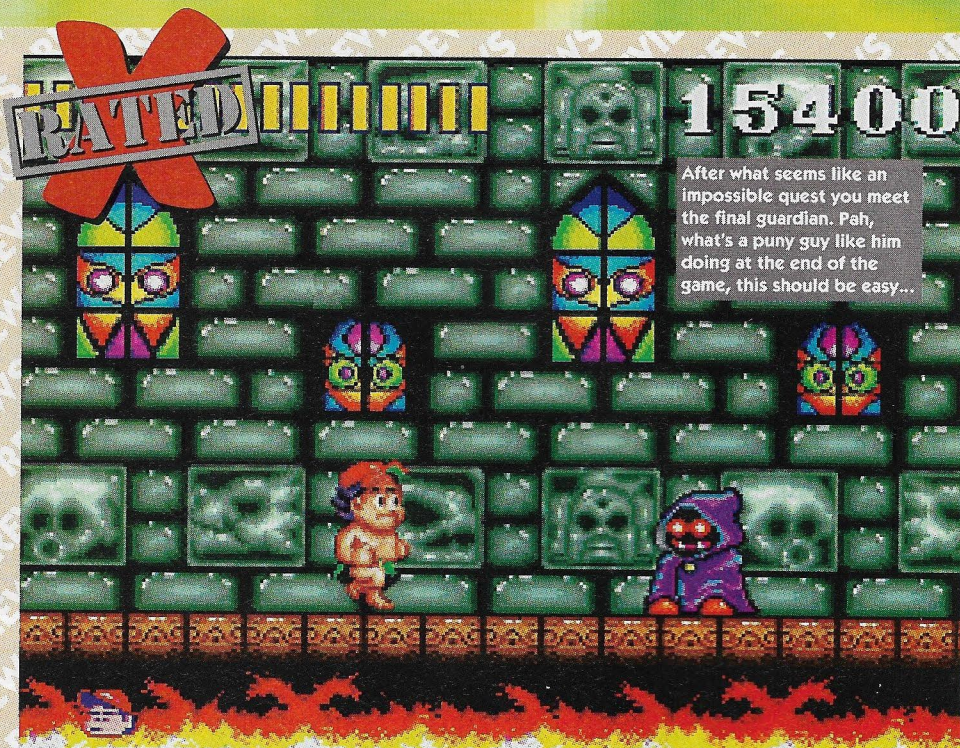 X
RATED
15400
After what seems like an
impossible quest you meet
the final guardian. Pah,
what's a puny guy like him
doing at the end of the
game, this should be easy...